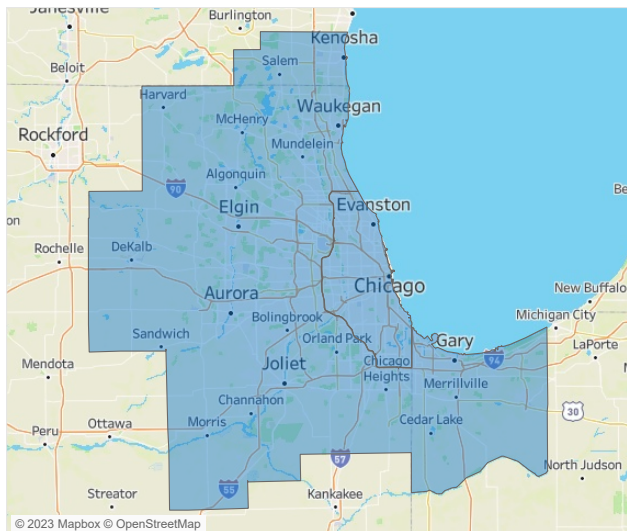 Janesville
Burlington
Kenosha
Beloit
Salem
Harvard
Waukegan
McHenry
Rockford
Mundelein
Algonquin
90
Elgin
Evanston
Rochelle
DeKalb
Chicago
Aurora
New Buffalo
Bolingbrook
Michigan City
Sandwich
Orland Park
Gary
LaPorte
Mendota
Joliet
Chicago
Heights
94
Merrillville
Channahon
30
Peru
Ottawa
Morris
Cedar Lake
57
North Judson
Streator
55
Kankakee
© 2023 Mapbox © OpenStreetMap